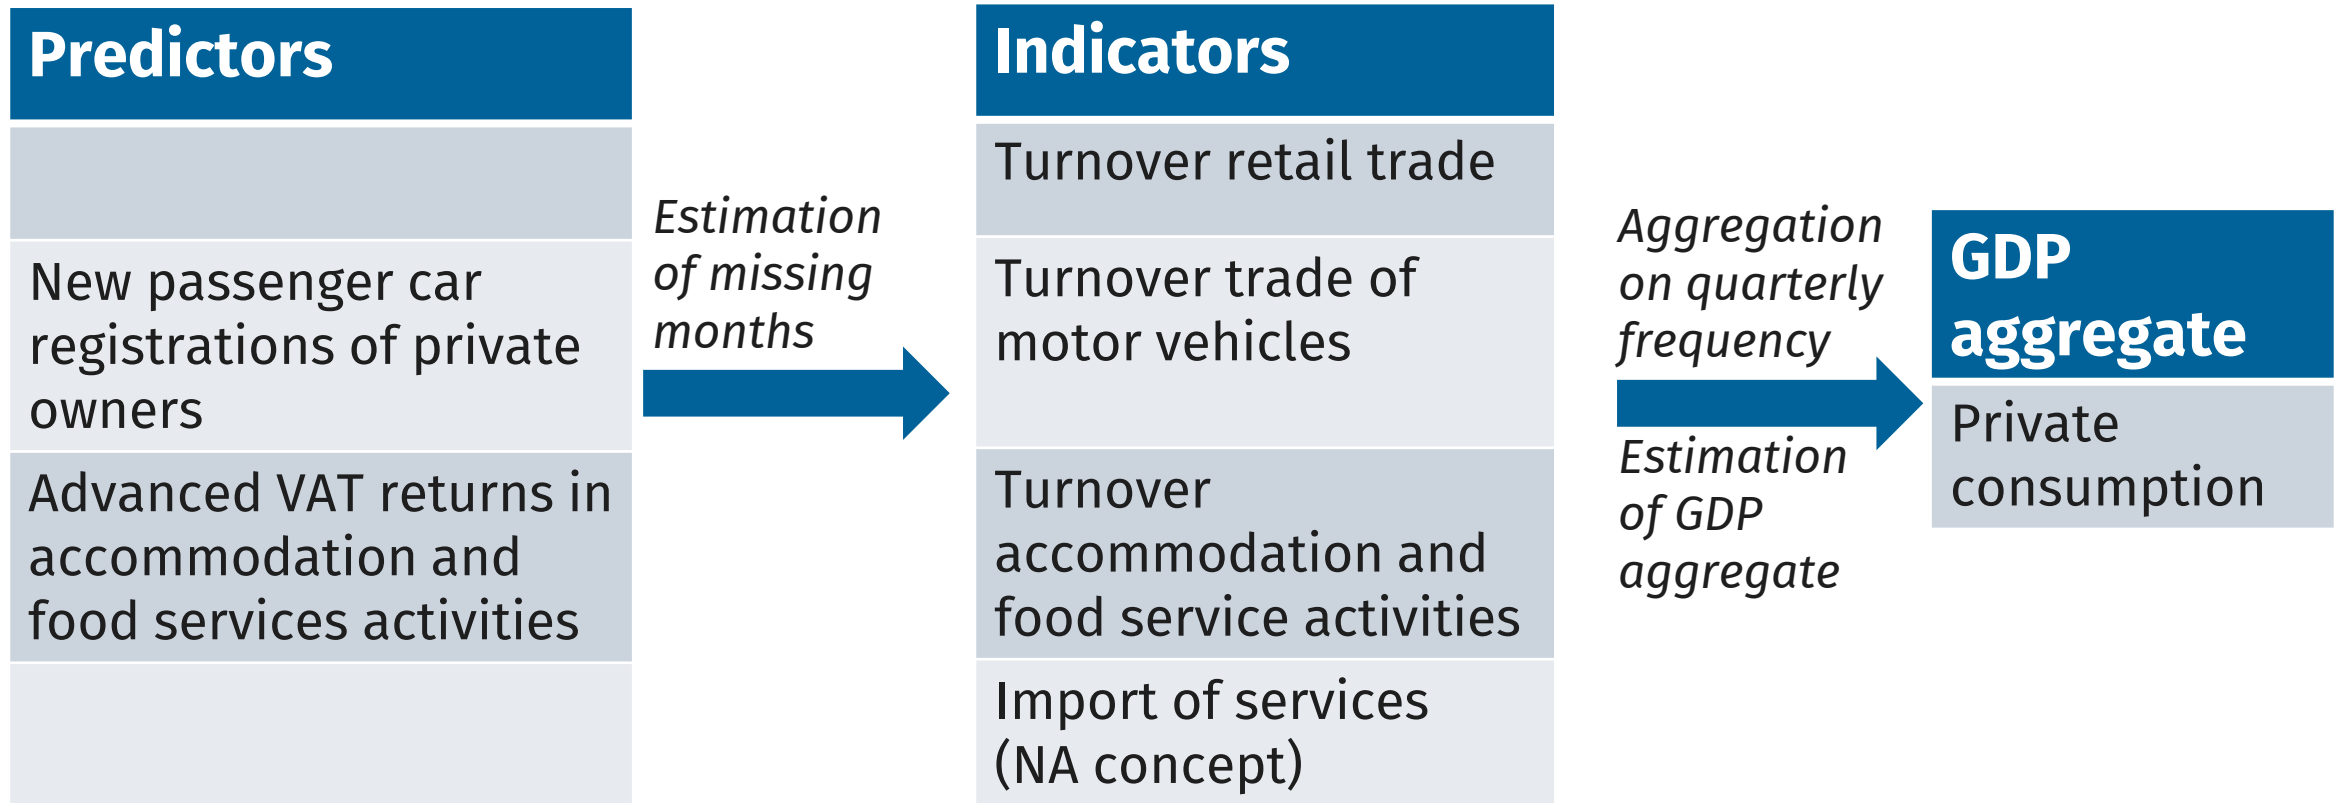 Predictors
New passenger car
registrations of private
owners
Advanced VAT returns in
accommodation and
food services activities
Estimation
of missing
months
Indicators
Turnover retail trade
Turnover trade of
motor vehicles
Turnover
accommodation and
food service activities
Import of services
(NA concept)
Aggregation
on quarterly
frequency
Estimation
of GDP
aggregate
GDP
aggregate
Private
consumption